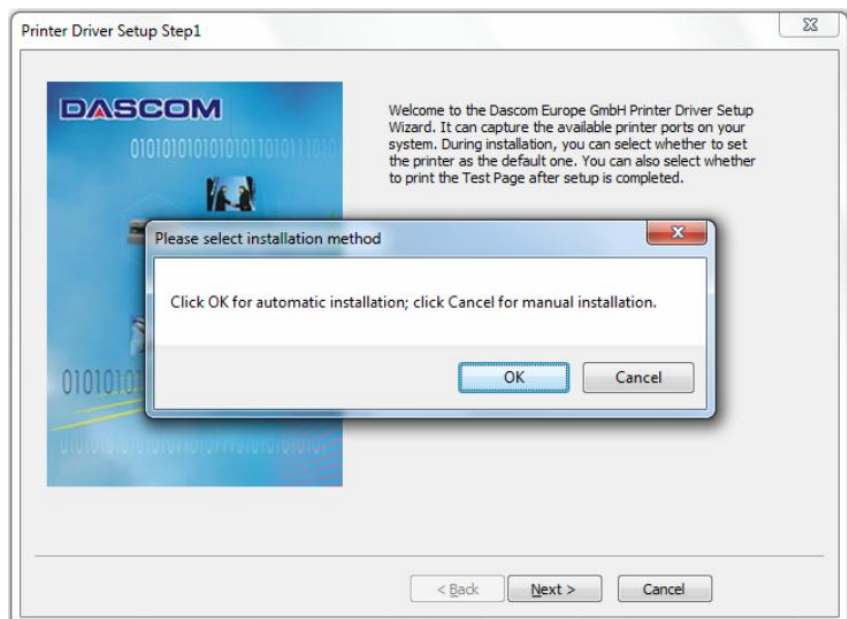 Printer Driver Setup Step1
DASCOM
Welcome to the Dascom Europe GmbH Printer Driver Setup
Wizard. It can capture the available printer ports on your
system. During installation, you can select whether to set
the printer as the default one. You can also select whether
to print the Test Page after setup is completed.
Please select installation method
Click OK for automatic installation; click Cancel for manual installation.
OK
Cancel
< Back
Next >
Cancel